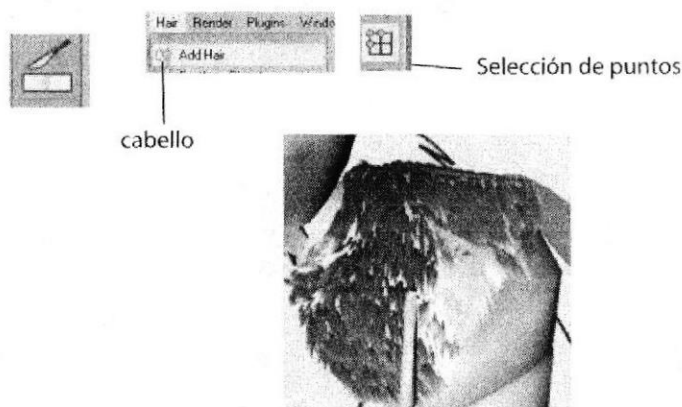 Hair Render Plugins Windo
Add Hair
Selección de puntos
cabello